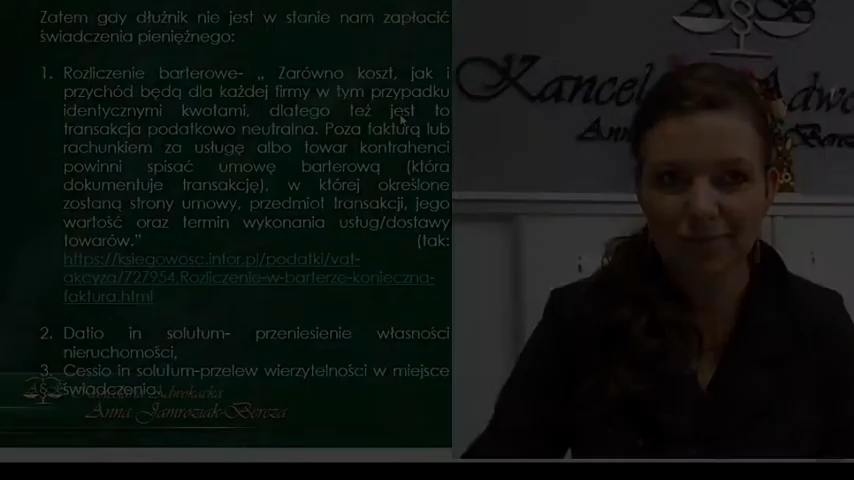 Zatem gdy dłużnik nie jest w stanie nam zapłacić
świadczenia pieniężnego:
1. Rozliczenie barterowe- „ Zarówno koszt, jak i
przychód będą dla każdej firmy w tym przypadku
identycznymi kwotami, dlatego też jest to
transakcja podatkowo neutralna. Poza fakturą lub
rachunkiem za usługę albo towar kontrahenci
powinni spisać umowę barterową (która
dokumentuje transakcję), w której określone
zostaną strony umowy, przedmiot transakcji, jego
wartość oraz termin wykonania usług/dostawy
towarów.” (tak:
https://ksiegowosc.infor.pl/podatki/vat-
akcyza/727954,Rozliczenie-w-barterze-konieczna-
faktura.html
2. Datio in solutum- przeniesienie własności
nieruchomości,
3. Cessio in solutum-przelew wierzytelności w miejsce
świadczenia.
Kancelaria Adwokacka
Anna Jamroziak-Bereza
A § B
Kancel
Adwo
Ann
Bereza